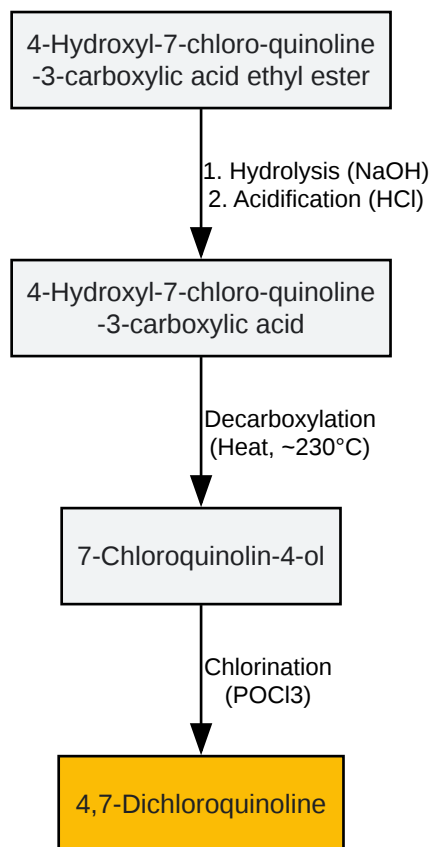 4-Hydroxyl-7-chloro-quinoline
-3-carboxylic acid ethyl ester
1. Hydrolysis (NaOH)
2. Acidification (HCl)
4-Hydroxyl-7-chloro-quinoline
-3-carboxylic acid
Decarboxylation
(Heat, ~230°C)
7-Chloroquinolin-4-ol
Chlorination
(POCl3)
4,7-Dichloroquinoline